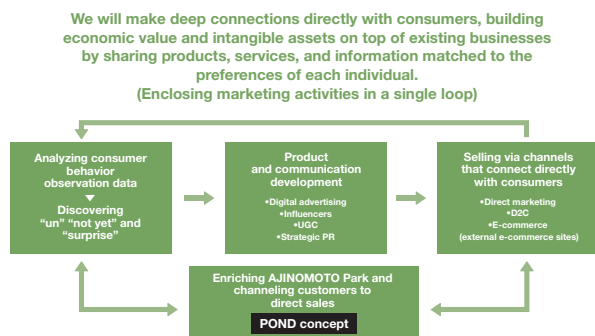 We will make deep connections directly with consumers, building
economic value and intangible assets on top of existing businesses
by sharing products, services, and information matched to the
preferences of each individual.
(Enclosing marketing activities in a single loop)
Analyzing consumer
behavior
observation data
Discovering
“un” “not yet” and
“surprise”
Product
and communication
development
•Digital advertising
•Influencers
•UGC
•Strategic PR
Selling via channels
that connect directly
with consumers
•Direct marketing
•D2C
•E-commerce
(external e-commerce sites)
Enriching AJINOMOTO Park and
channeling customers to
direct sales
POND concept